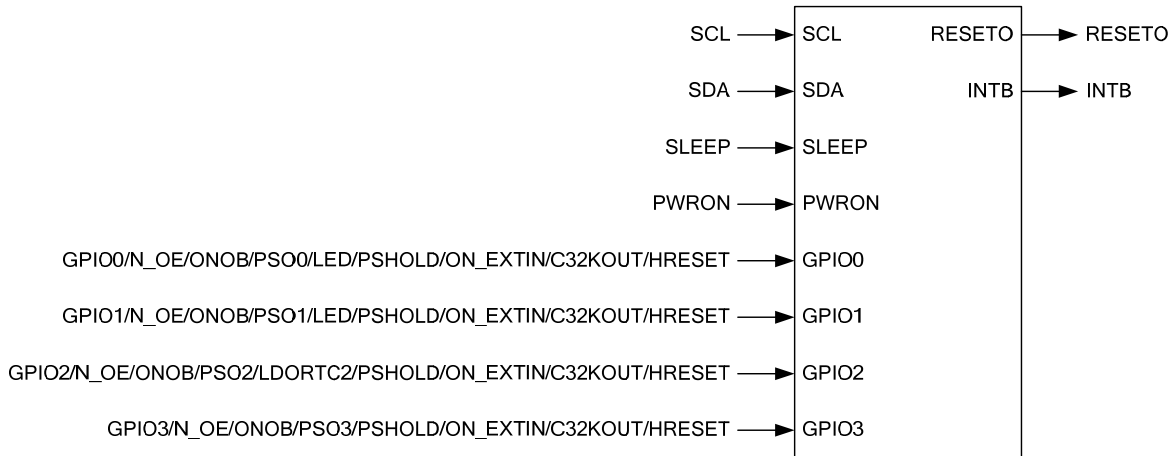 SCL SCL RESETO RESETO
SDA SDA INTB INTB
SLEEP SLEEP
PWRON PWRON
GPIO0/N_OE/ONOB/PSO0/LED/PSHOLD/ON_EXTIN/C32KOUT/HRESET GPIO0
GPIO1/N_OE/ONOB/PSO1/LED/PSHOLD/ON_EXTIN/C32KOUT/HRESET GPIO1
GPIO2/N_OE/ONOB/PSO2/LDORTC2/PSHOLD/ON_EXTIN/C32KOUT/HRESET GPIO2
GPIO3/N_OE/ONOB/PSO3/PSHOLD/ON_EXTIN/C32KOUT/HRESET GPIO3